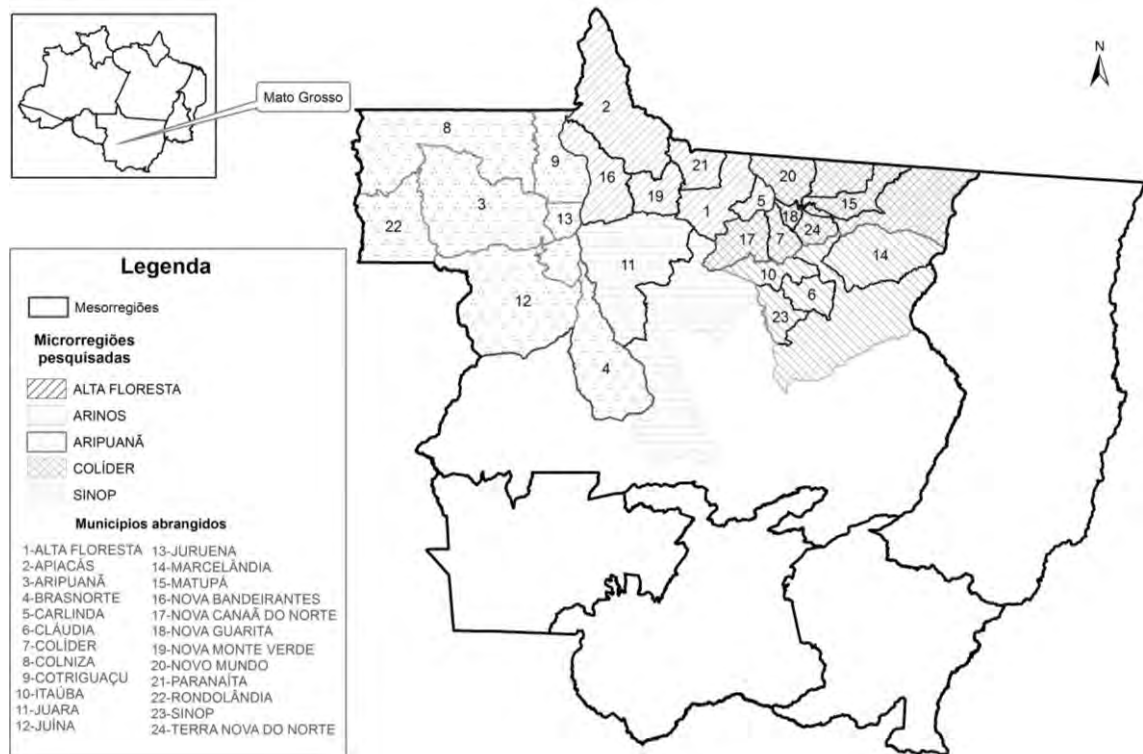 N
Mato Grosso
2
8
9
21
20
16
19
15
5
1
3
18
13
24
22
17
7
14
11
10
6
12
23
4
Legenda
Mesorregiões
Microrregiões
pesquisadas
ALTA FLORESTA
ARINOS
ARIPUANÃ
COLÍDER
SINOP
Municípios abrangidos
1-ALTA FLORESTA
2-APIACÁS
3-ARIPUANÃ
4-BRASNORTE
5-CARLINDA
6-CLÁUDIA
7-COLÍDER
8-COLNIZA
9-COTRIGUAÇU
10-ITAÚBA
11-JUARA
12-JUÍNA
13-JURUENA
14-MARCELÂNDIA
15-MATUPÁ
16-NOVA BANDEIRANTES
17-NOVA CANAÃ DO NORTE
18-NOVA GUARITA
19-NOVA MONTE VERDE
20-NOVO MUNDO
21-PARANAÍTA
22-RONDOLÂNDIA
23-SINOP
24-TERRA NOVA DO NORTE